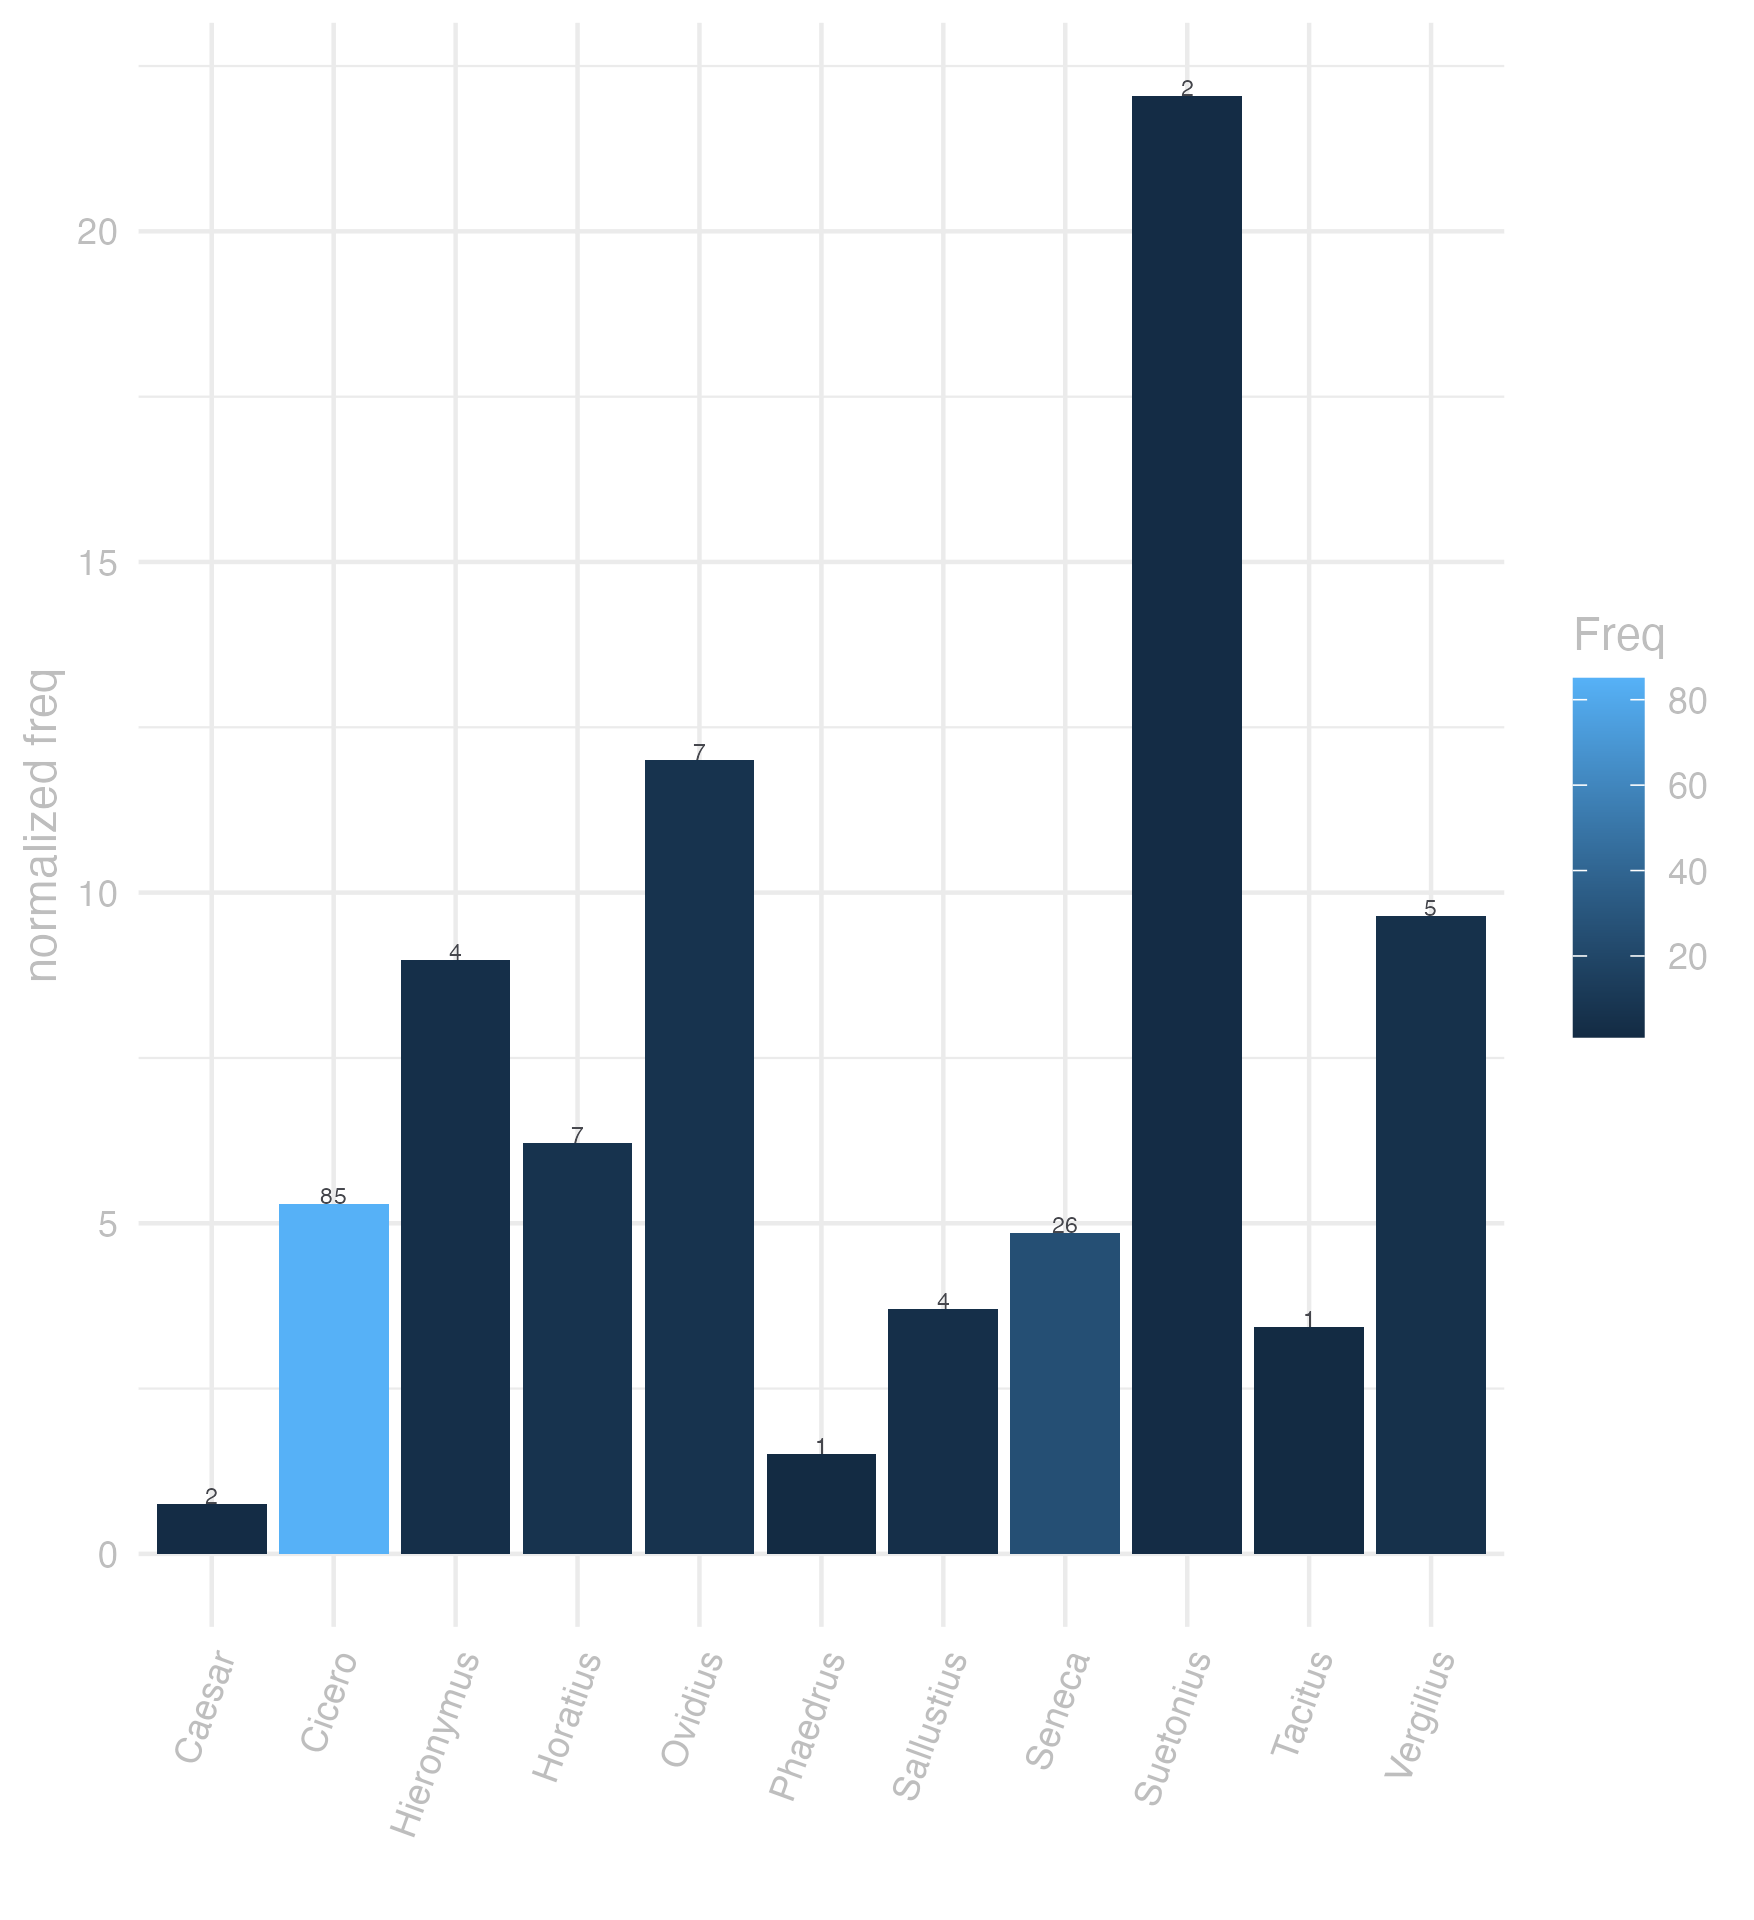 normalized freq
20
15
10
5
0
2
85
4
7
7
1
4
26
2
1
5
Caesar
Cicero
Hieronymus
Horatius
Ovidius
Phaedrus
Sallustius
Seneca
Suetonius
Tacitus
Vergilius
Freq
80
60
40
20